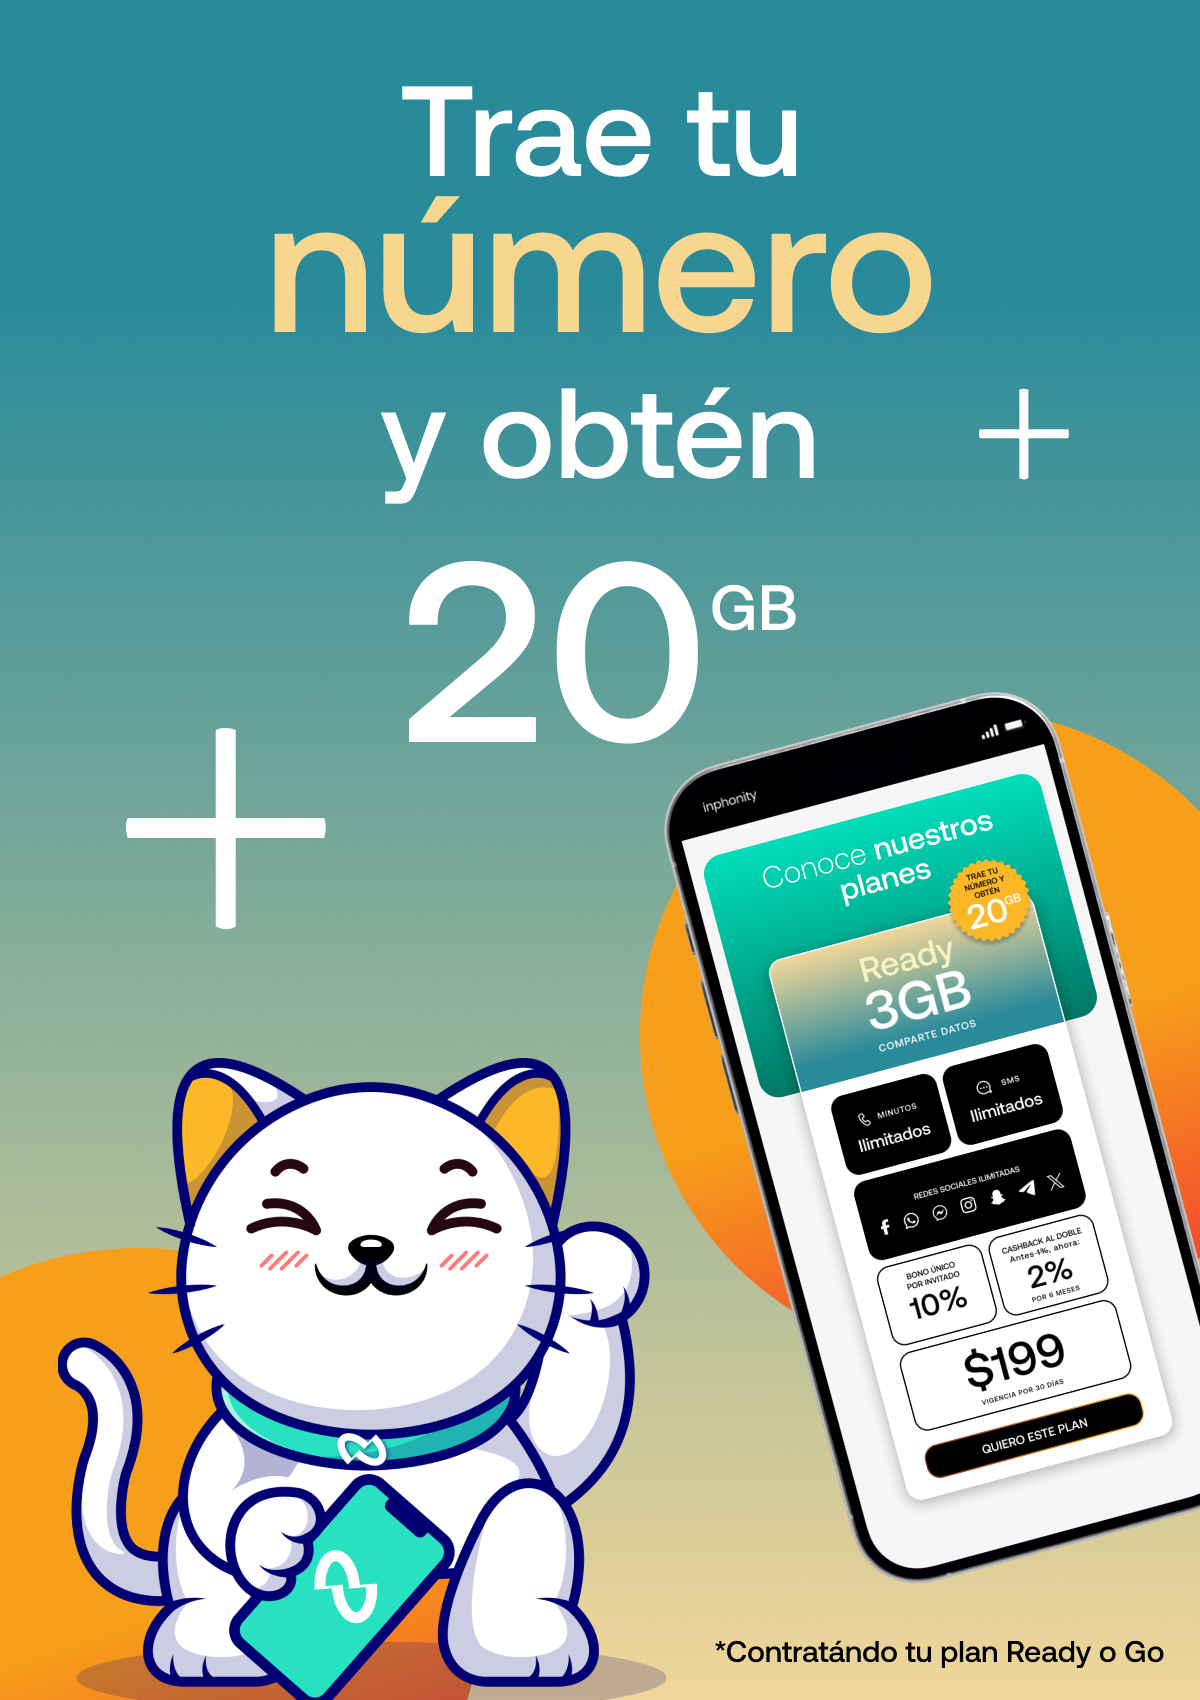 Trae tu
número
y obtén
20 GB
inphonity
Conoce nuestros
planes
TRAE TU
NÚMERO Y
OBTÉN
20GB
Ready
3GB
COMPARTE DATOS
MINUTOS
Ilimitados
SMS
Ilimitados
REDES SOCIALES ILIMITADAS
BONO ÚNICO
POR INVITADO
10%
CASHBACK AL DOBLE
Antes 1%, ahora:
2%
POR 6 MESES
$199
VIGENCIA POR 30 DÍAS
QUIERO ESTE PLAN
*Contratándo tu plan Ready o Go